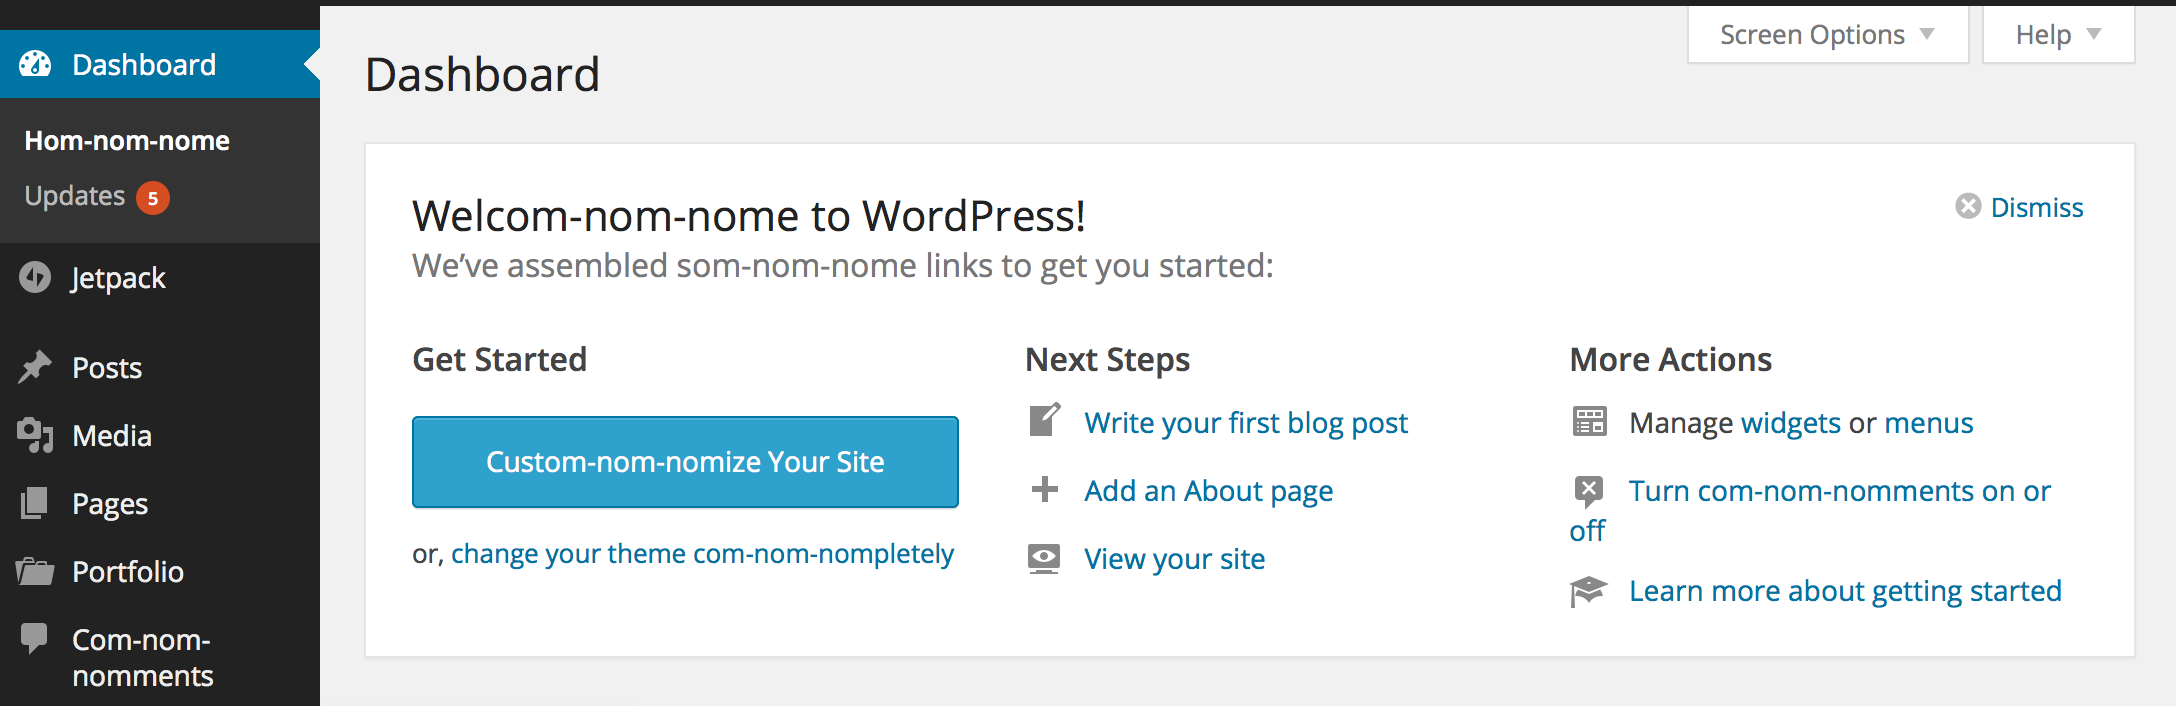 Dashboard
Hom-nom-nome
Updates 5
Jetpack
Posts
Media
Pages
Portfolio
Com-nom-
nomments
Screen Options
Help
Dashboard
Welcom-nom-nome to WordPress!
Dismiss
We’ve assembled som-nom-nome links to get you started:
Get Started
Custom-nom-nomize Your Site
or, change your theme com-nom-nompletely
Next Steps
Write your first blog post
Add an About page
View your site
More Actions
Manage widgets or menus
Turn com-nom-nomments on or
off
Learn more about getting started